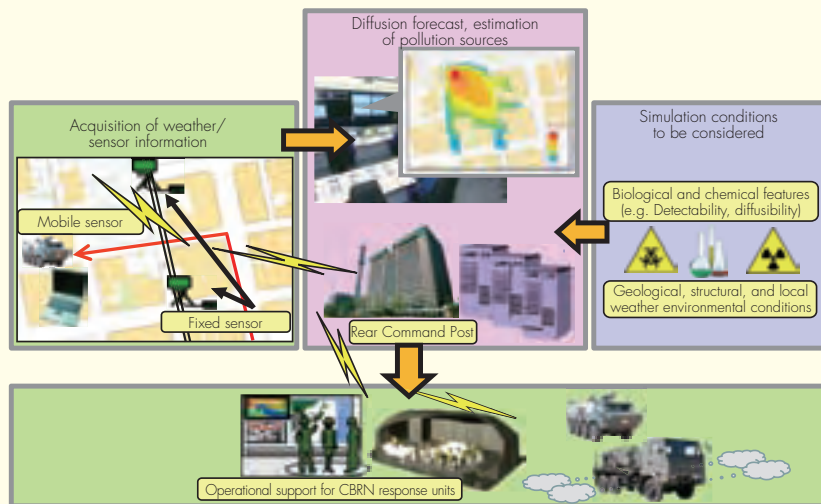 Diffusion forecast, estimation
of pollution sources
Acquisition of weather/
sensor information
Mobile sensor
Fixed sensor
Rear Command Post
Simulation conditions
to be considered
Biological and chemical features
(e.g. Detectability, diffusibility)
Geological, structural, and local
weather environmental conditions
Operational support for CBRN response units